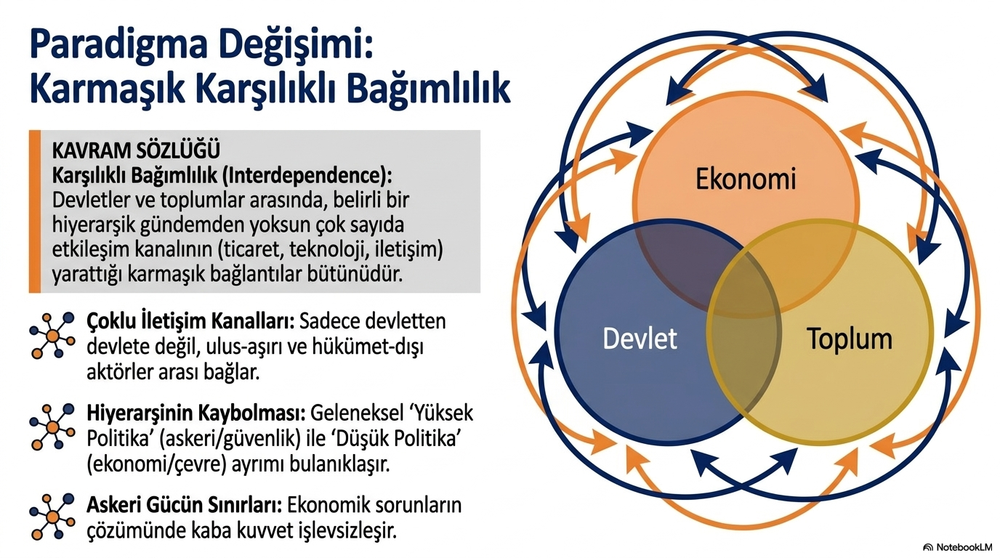 Paradigma Değişimi:
Karmaşık Karşılıklı Bağımlılık
KAVRAM SÖZLÜĞÜ
Karşılıklı Bağımlılık (Interdependence):
Devletler ve toplumlar arasında, belirli bir
hiyerarşik gündemden yoksun çok sayıda
etkileşim kanalının (ticaret, teknoloji, iletişim)
yarattığı karmaşık bağlantılar bütünüdür.
Çoklu İletişim Kanalları: Sadece devletten
devlete değil, ulus-aşırı ve hükümet-dışı
aktörler arası bağlar.
Hiyerarşinin Kaybolması: Geleneksel ‘Yüksek
Politika’ (askeri/güvenlik) ile ‘Düşük Politika’
(ekonomi/çevre) ayrımı bulanıklaşır.
Askeri Gücün Sınırları: Ekonomik sorunların
çözümünde kaba kuvvet işlevsizleşir.
Ekonomi
Devlet
Toplum
NotebookLM